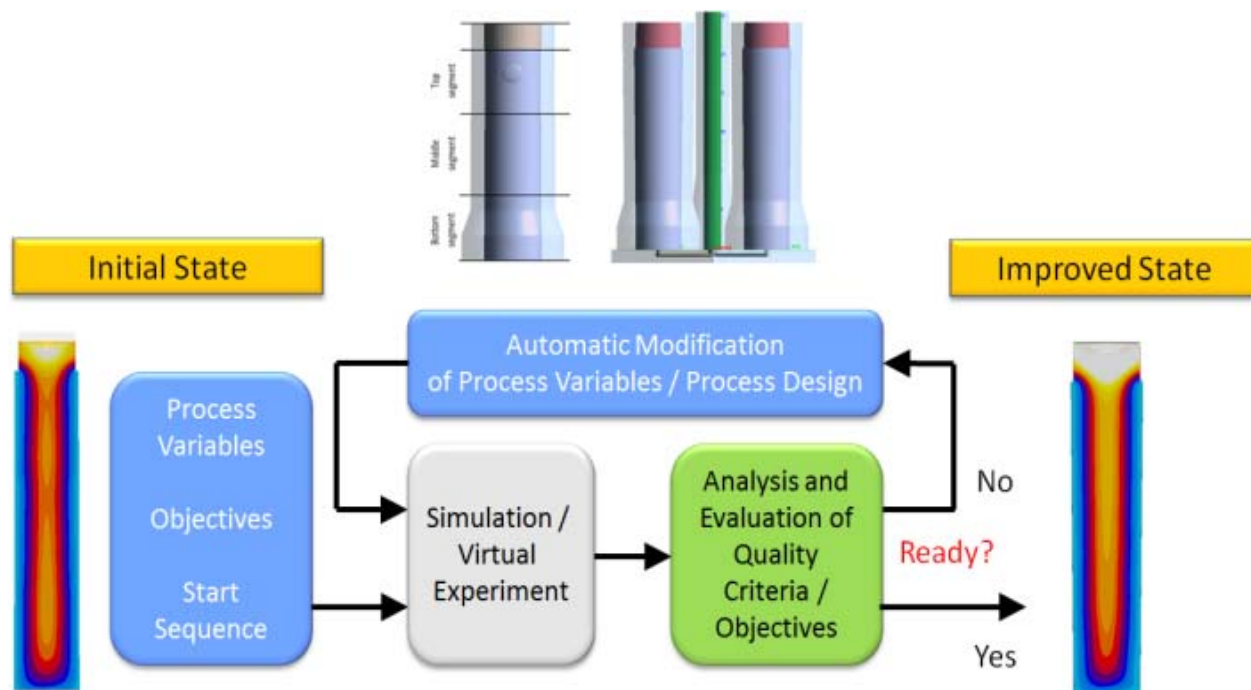 Top
segment
Middle
segment
Bottom
segment
Initial State
Improved State
Automatic Modification
of Process Variables / Process Design
Process
Variables
Objectives
Start
Sequence
Simulation /
Virtual
Experiment
Analysis and
Evaluation of
Quality
Criteria /
Objectives
No
Ready?
Yes